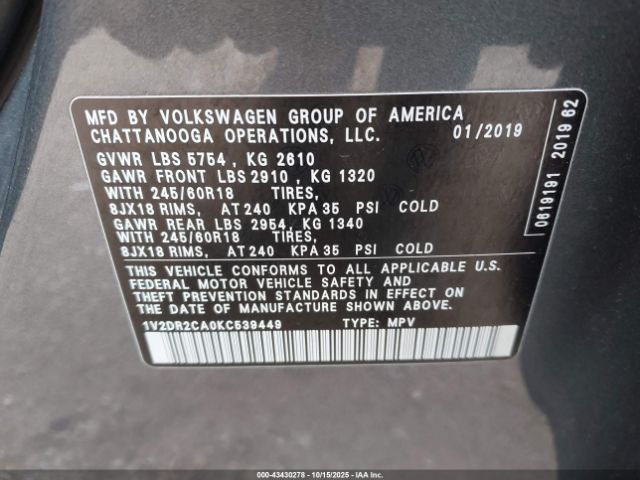 MFD BY VOLKSWAGEN GROUP OF AMERICA
CHATTANOOGA OPERATIONS, LLC. 01/2019
GVWR LBS 5754 , KG 2610
GAWR FRONT LBS 2910 , KG 1320
WITH 245/60R18 TIRES,
8JX18 RIMS, AT 240 KPA 35 PSI COLD
GAWR REAR LBS 2954, KG 1340
WITH 245/60R18 TIRES,
8JX18 RIMS, AT 240 KPA 35 PSI COLD
THIS VEHICLE CONFORMS TO ALL APPLICABLE U.S.
FEDERAL MOTOR VEHICLE SAFETY AND
THEFT PREVENTION STANDARDS IN EFFECT ON
THE DATE OF MANUFACTURE SHOWN ABOVE.
1V2DR2CA0KC539449 TYPE: MPV
0619191 2019 62
000-43430278 - 10/15/2025 - IAA Inc.